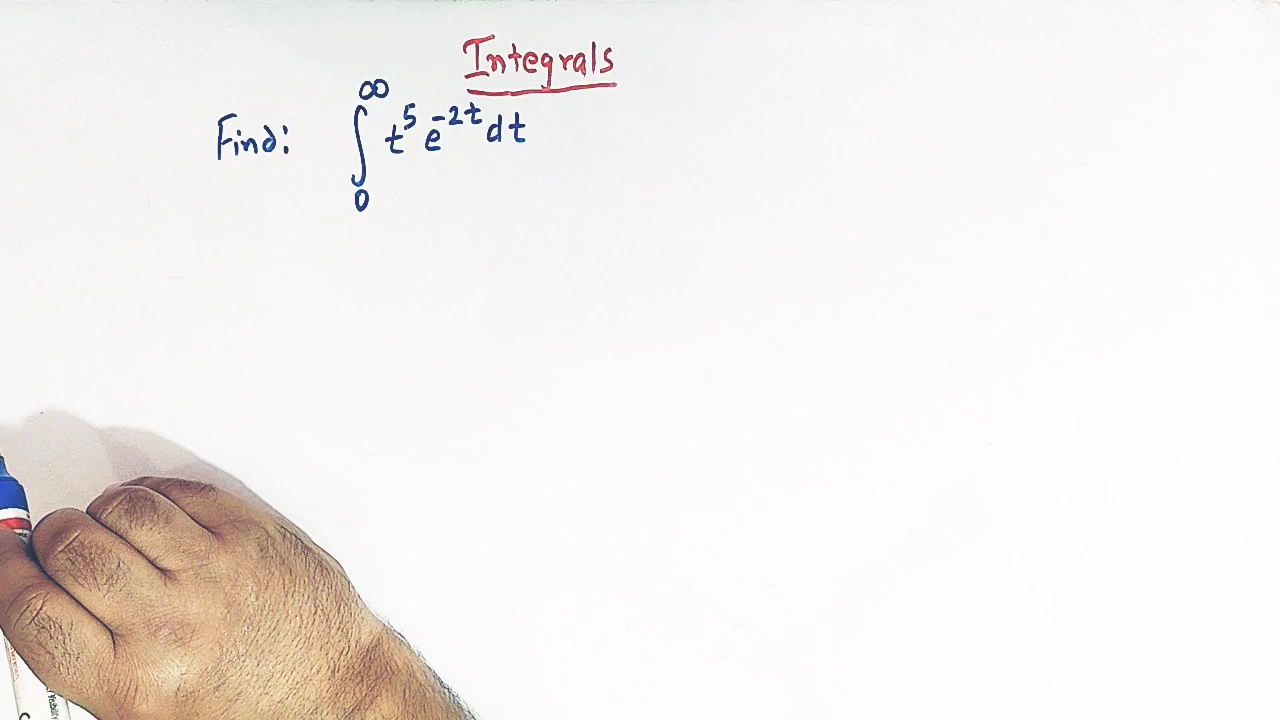 Integrals
Find: ∫₀^∞ t⁵ e^{-2t} dt